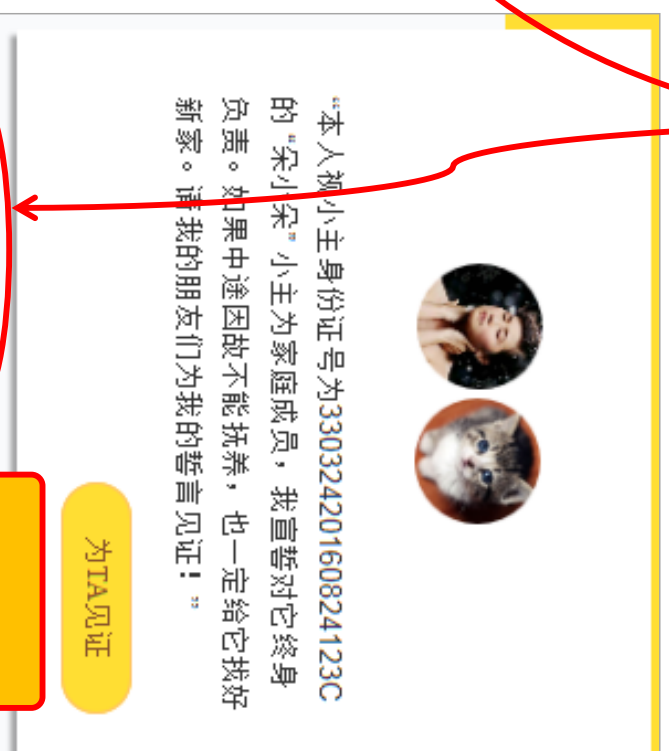 “本人视小主身份证号为33032420160824123C
的“朵小朵”小主为家庭成员，我宣誓对它终身
负责。如果中途因故不能抚养，也一定给它找好
新家。请我的朋友们为我的誓言见证！”
为TA见证